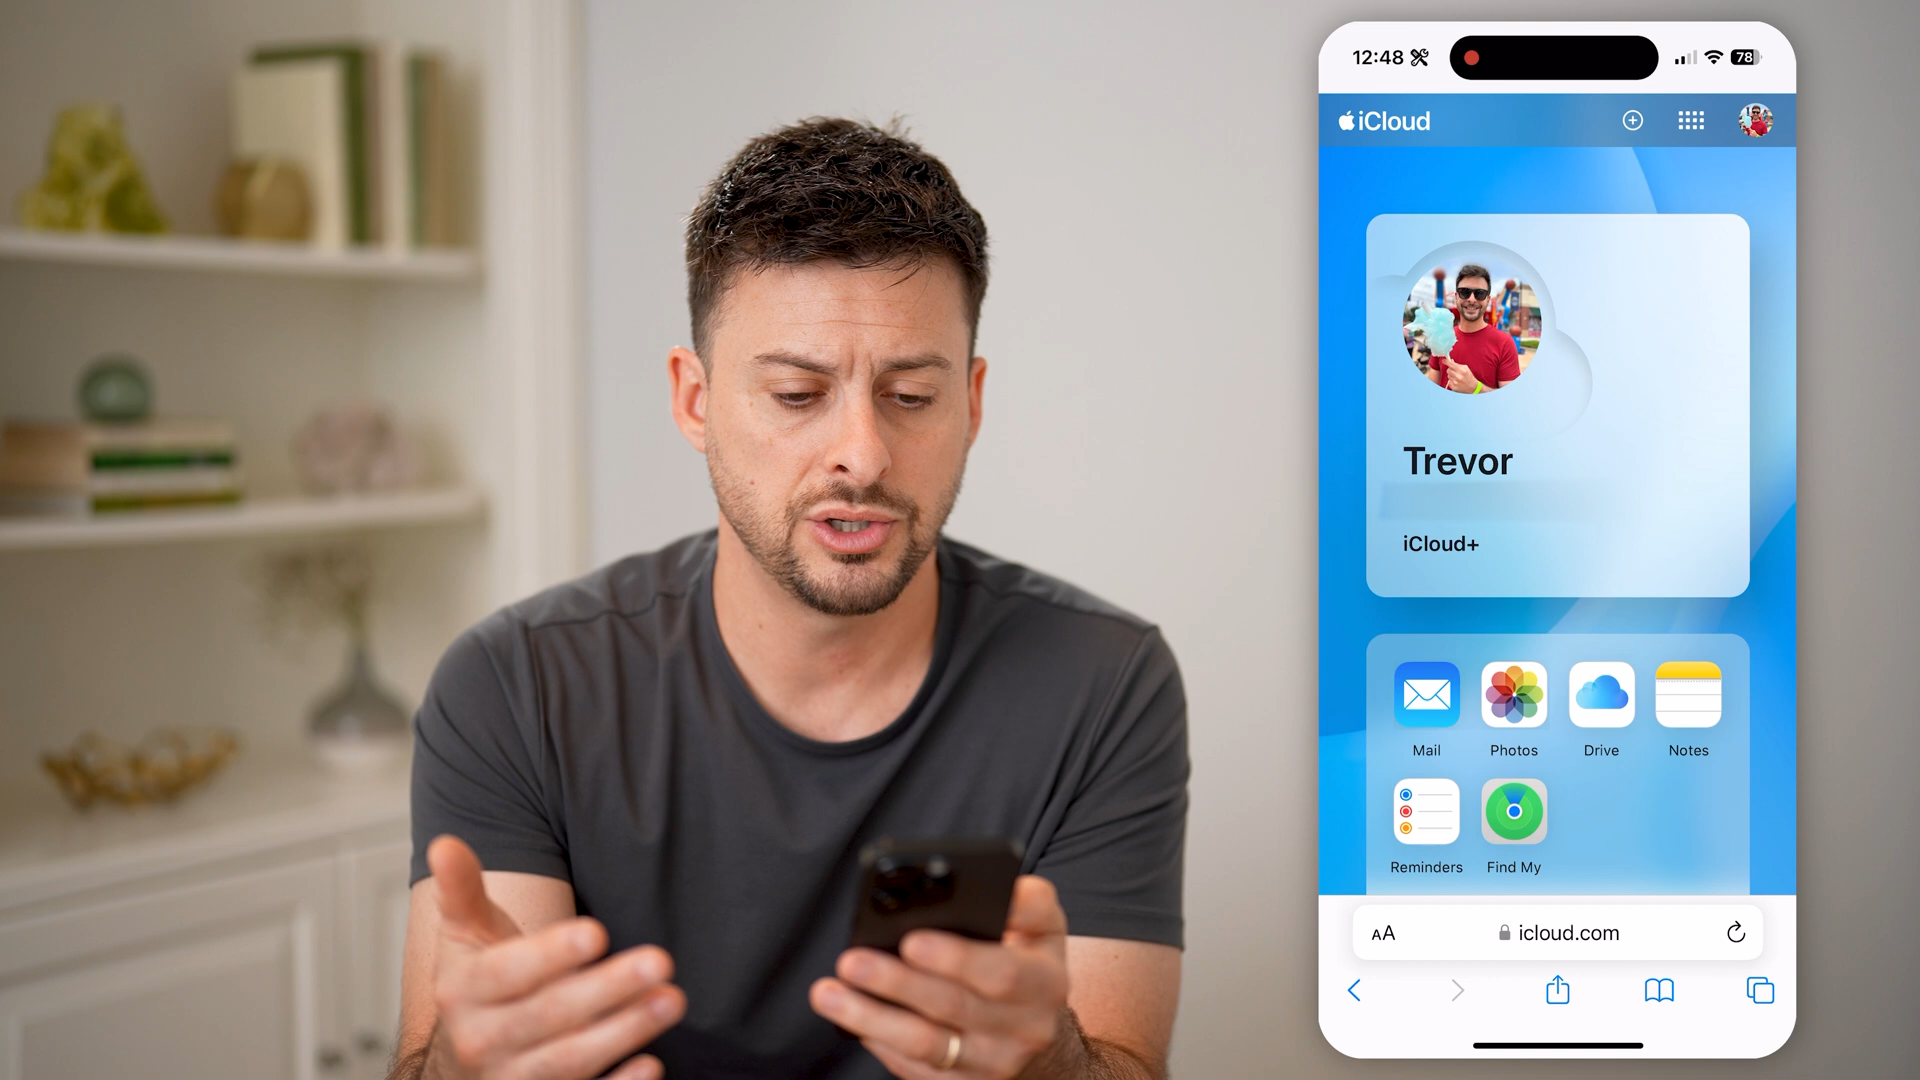 12:48
78
iCloud
Trevor
iCloud+
Mail Photos Drive Notes
Reminders Find My
AA icloud.com